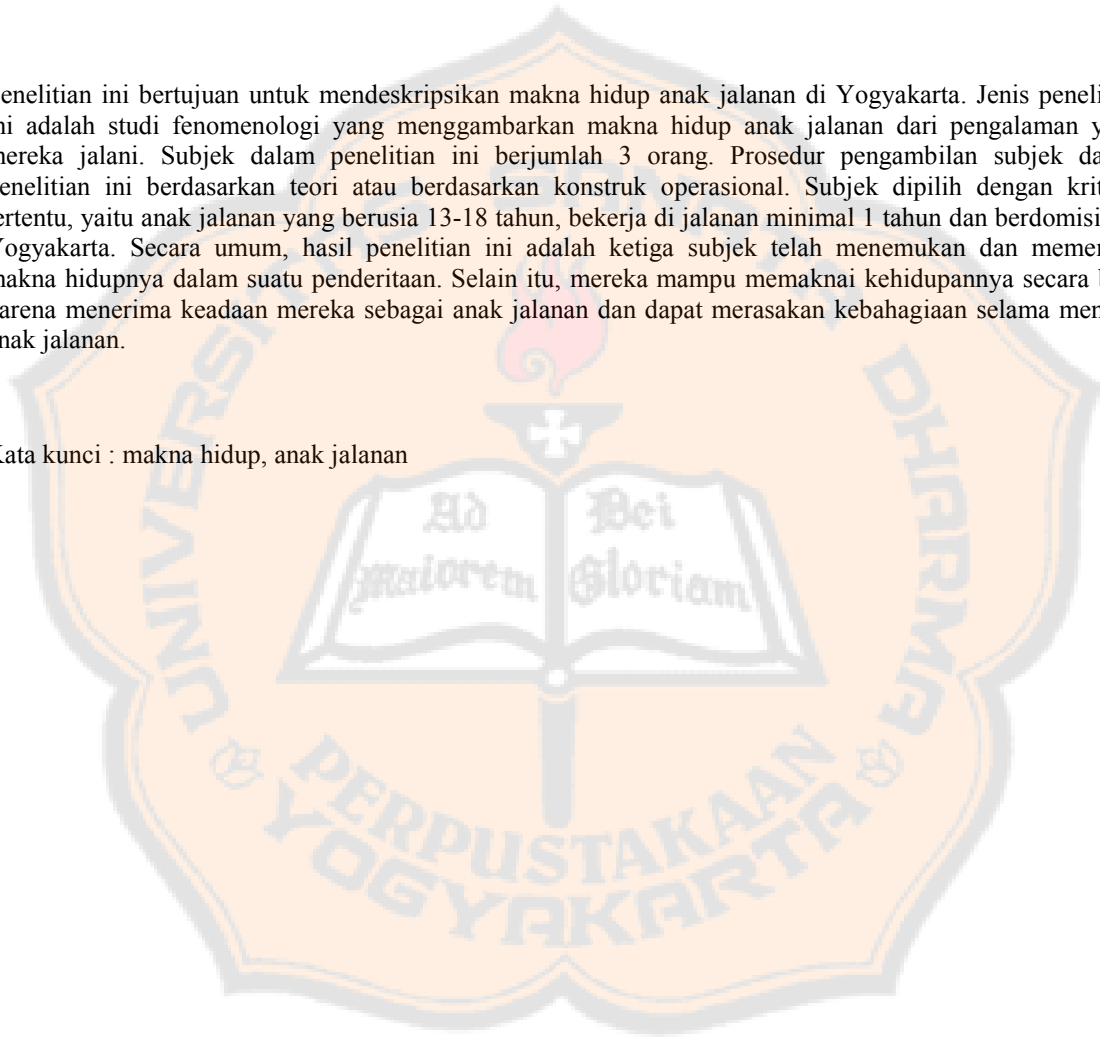 enelitian ini bertujuan untuk mendeskripsikan makna hidup anak jalanan di Yogyakarta. Jenis peneli
ni adalah studi fenomenologi yang menggambarkan makna hidup anak jalanan dari pengalaman y
mereka jalani. Subjek dalam penelitian ini berjumlah 3 orang. Prosedur pengambilan subjek da
enelitian ini berdasarkan teori atau berdasarkan konstruk operasional. Subjek dipilih dengan krit
ertentu, yaitu anak jalanan yang berusia 13-18 tahun, bekerja di jalanan minimal 1 tahun dan berdomisi
Yogyakarta. Secara umum, hasil penelitian ini adalah ketiga subjek telah menemukan dan memen
makna hidupnya dalam suatu penderitaan. Selain itu, mereka mampu memaknai kehidupannya secara b
karena menerima keadaan mereka sebagai anak jalanan dan dapat merasakan kebahagiaan selama men
nak jalanan.
Kata kunci : makna hidup, anak jalanan
UNIVERSITAS SANATA DHARMA
Ad Dei
maiorem Gloriam
PERPUSTAKAAN
YOGYAKARTA